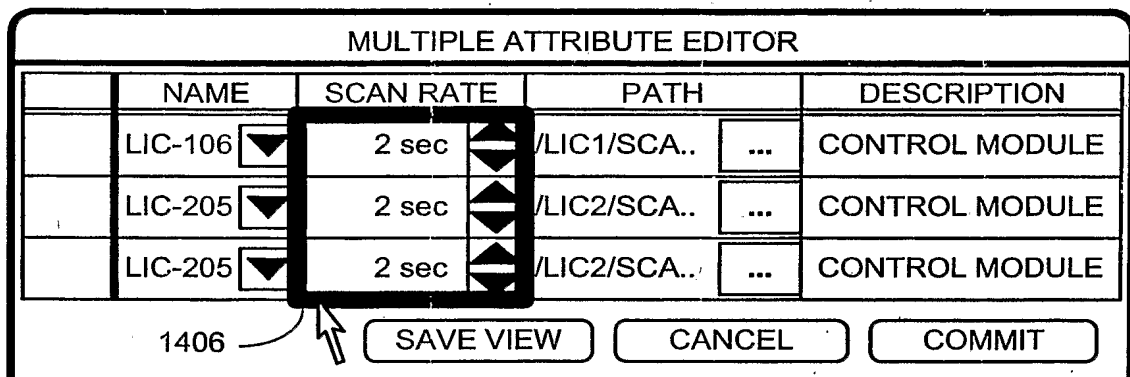 MULTIPLE ATTRIBUTE EDITOR
NAME SCAN RATE PATH DESCRIPTION
LIC-106 2 sec /LIC1/SCA.. ... CONTROL MODULE
LIC-205 2 sec /LIC2/SCA.. ... CONTROL MODULE
LIC-205 2 sec /LIC2/SCA.. ... CONTROL MODULE
1406 SAVE VIEW CANCEL COMMIT